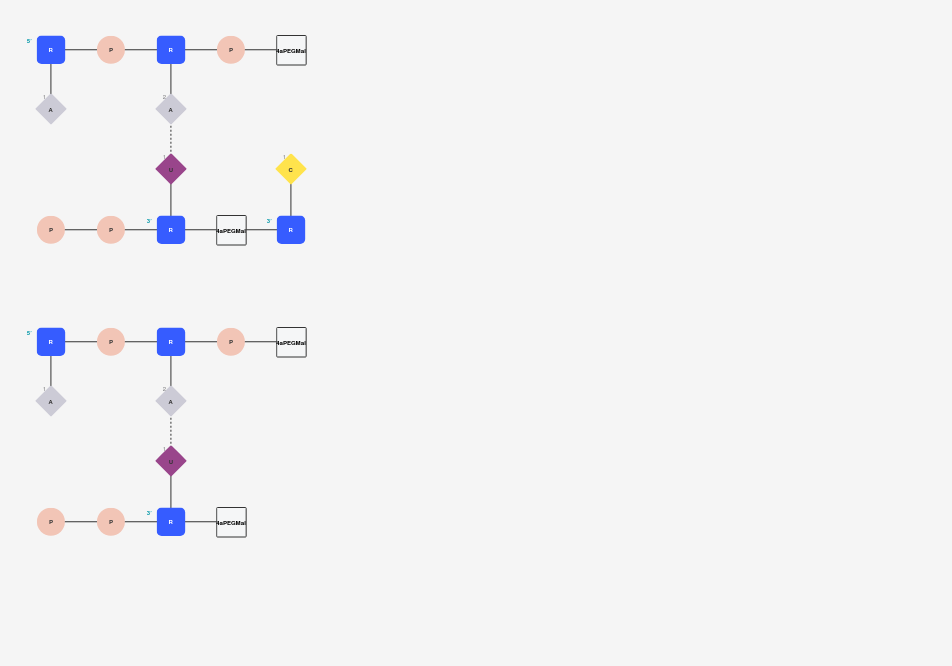 5'
R P R P 4aPEGMal
1 2
A A
1 1
U C
3' 3'
P P R 4aPEGMal R
5'
R P R P 4aPEGMal
1 2
A A
1
U
3'
P P R 4aPEGMal